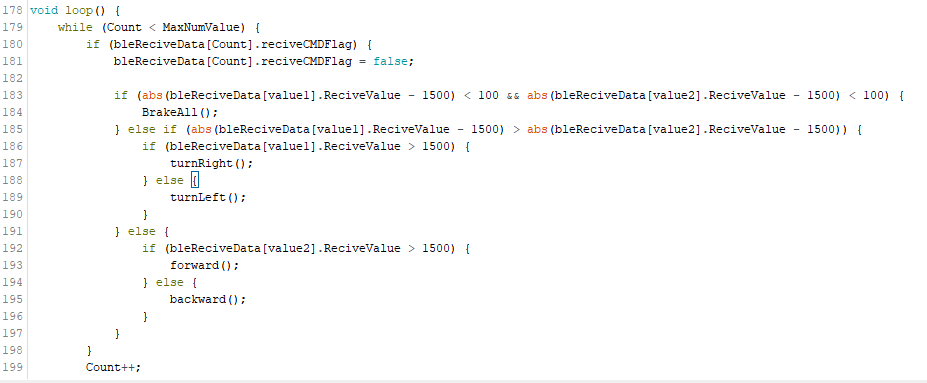 178 void loop() {
179     while (Count < MaxNumValue) {
180         if (bleReciveData[Count].reciveCMDFlag) {
181             bleReciveData[Count].reciveCMDFlag = false;
182
183             if (abs(bleReciveData[value1].ReciveValue - 1500) < 100 && abs(bleReciveData[value2].ReciveValue - 1500) < 100) {
184                 BrakeAll();
185             } else if (abs(bleReciveData[value1].ReciveValue - 1500) > abs(bleReciveData[value2].ReciveValue - 1500)) {
186                 if (bleReciveData[value1].ReciveValue > 1500) {
187                     turnRight();
188                 } else {
189                     turnLeft();
190                 }
191             } else {
192                 if (bleReciveData[value2].ReciveValue > 1500) {
193                     forward();
194                 } else {
195                     backward();
196                 }
197             }
198         }
199         Count++;